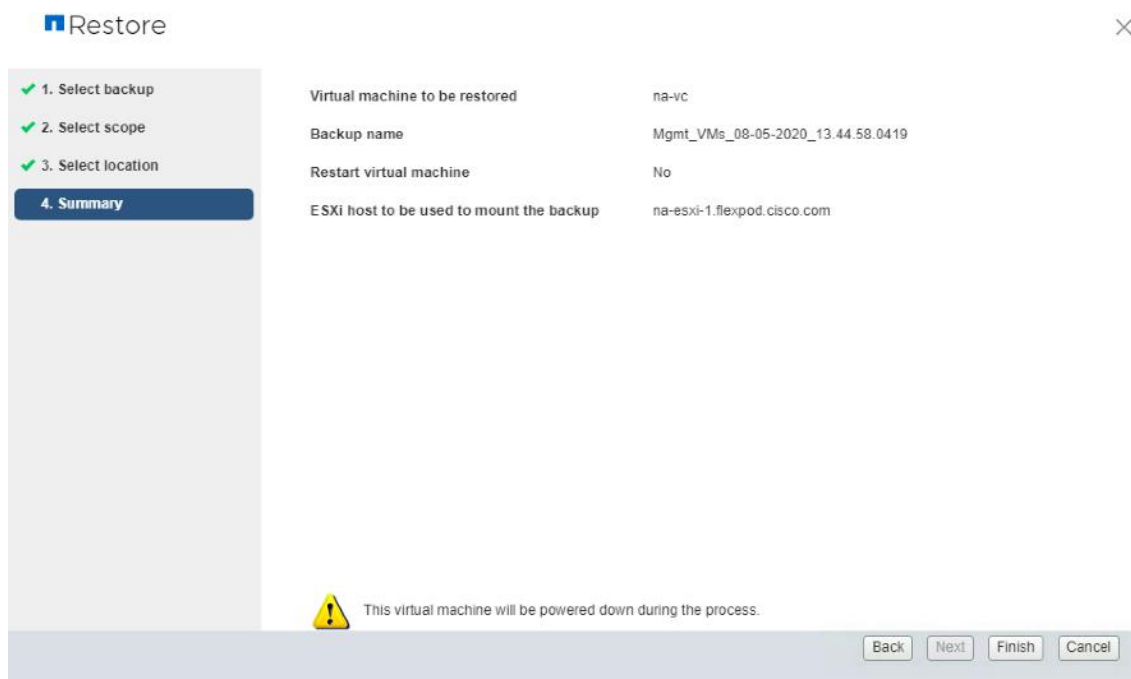 Restore
1. Select backup
2. Select scope
3. Select location
4. Summary
Virtual machine to be restored na-vc
Backup name Mgmt_VMs_08-05-2020_13.44.58.0419
Restart virtual machine No
ESXi host to be used to mount the backup na-esxi-1.flexpod.cisco.com
This virtual machine will be powered down during the process.
Back Next Finish Cancel